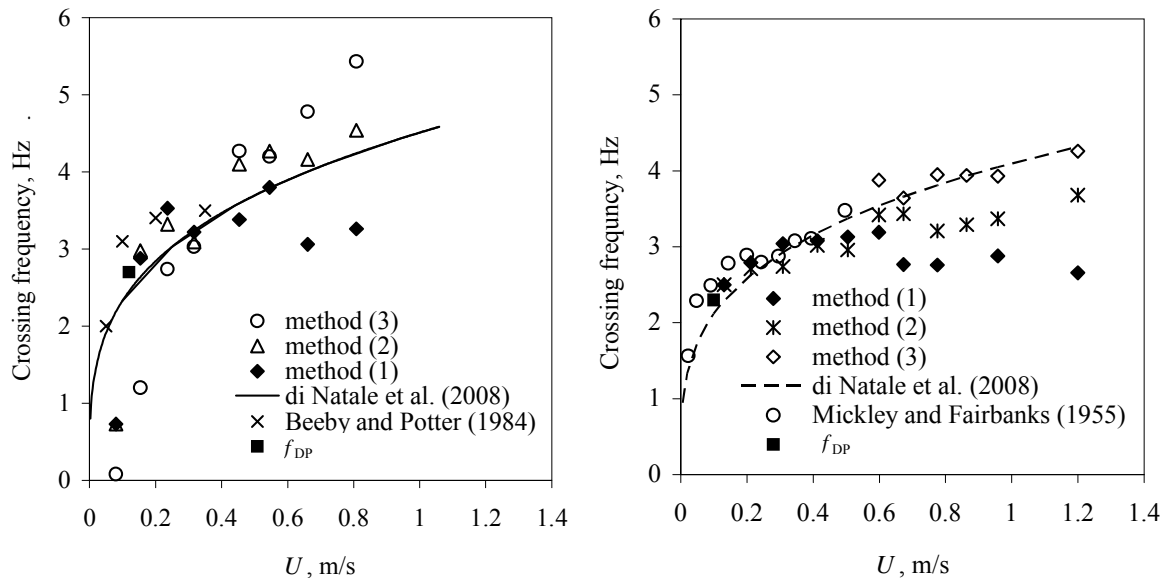 6
5
4
3
2
1
0
Crossing frequency, Hz .
method (3)
method (2)
method (1)
di Natale et al. (2008)
Beeby and Potter (1984)
f DP
0 0.2 0.4 0.6 0.8 1 1.2 1.4
U , m/s
6
5
4
3
2
1
0
Crossing frequency, Hz
method (1)
method (2)
method (3)
di Natale et al. (2008)
Mickley and Fairbanks (1955)
f DP
0 0.2 0.4 0.6 0.8 1 1.2 1.4
U , m/s